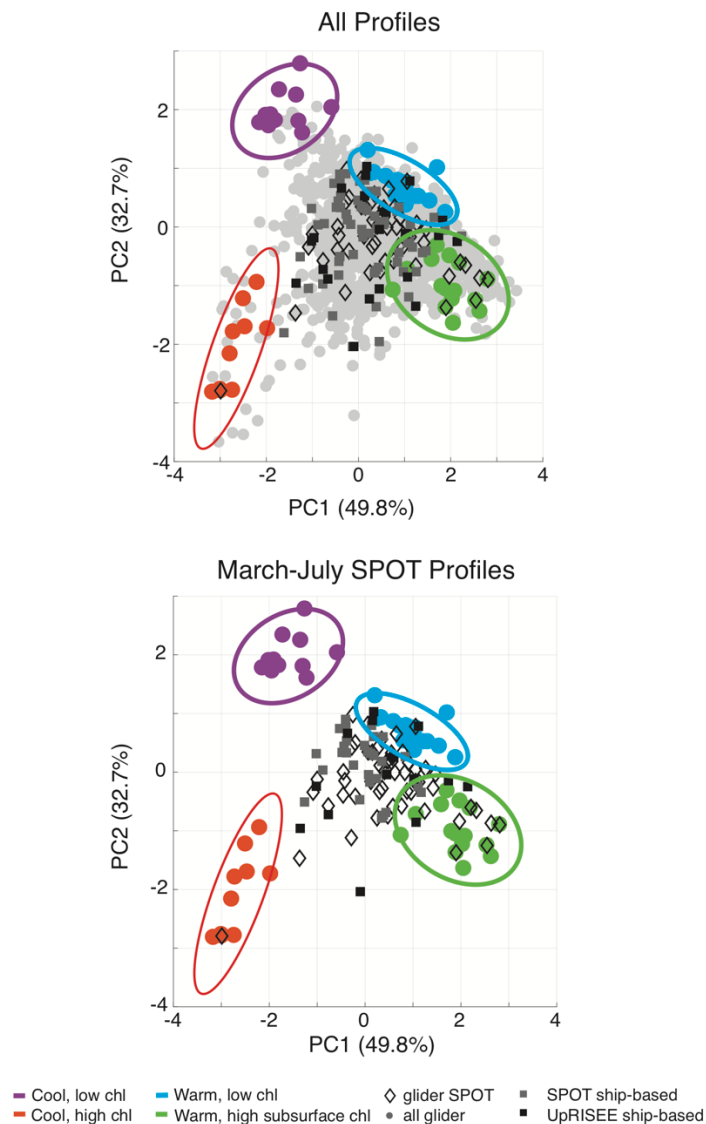 All Profiles
2
0
-2
-4
PC2 (32.7%)
-4 -2 0 2 4
PC1 (49.8%)
March-July SPOT Profiles
2
0
-2
-4
PC2 (32.7%)
-4 -2 0 2 4
PC1 (49.8%)
Cool, low chl Warm, low chl glider SPOT SPOT ship-based
Cool, high chl Warm, high subsurface chl all glider UpRISEE ship-based